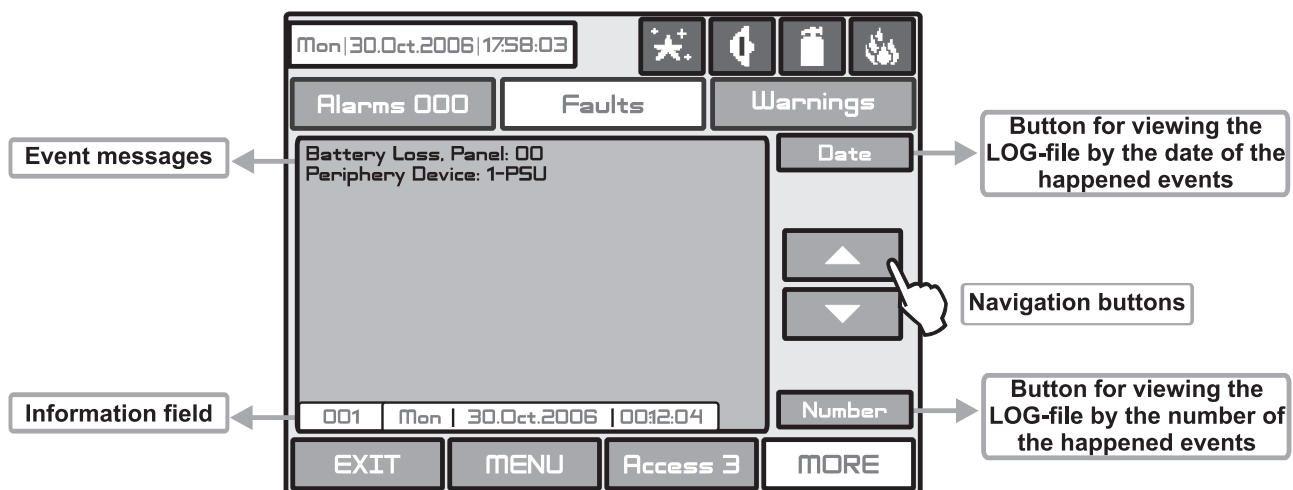 Mon|30.Oct.2006|17:58:03
Alarms 000
Faults
Warnings
Event messages
Battery Loss, Panel: 00
Periphery Device: 1-PSU
Date
Button for viewing the
LOG-file by the date of the
happened events
Navigation buttons
Information field
001 Mon | 30.Oct.2006 |00:12:04
Number
Button for viewing the
LOG-file by the number of
the happened events
EXIT
MENU
Access 3
MORE